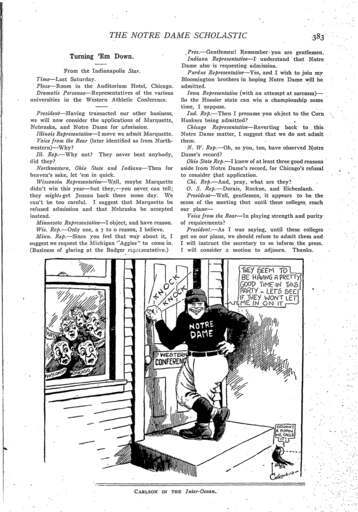 THE NOTRE DAME SCHOLASTIC
383
Turning 'Em Down.
From the Indianapolis Star.
Time—Last Saturday.
Place—Room in the Auditorium Hotel, Chicago.
Dramatis Personae—Representatives of the various
universities in the Western Athletic Conference.
President—Having transacted our other business,
we will now consider the applications of Marquette,
Nebraska, and Notre Dame for admission.
Illinois Representative—I move we admit Marquette.
Voice from the Rear (later identified as from North-
western)—Why?
Ill. Rep.—Why not? They never beat anybody,
did they?
Northwestern, Ohio State and Indiana—Then for
heaven's sake, let 'em in quick.
Wisconsin Representative—Well, maybe Marquette
didn't win this year—but they,—you never can tell;
they might get Juneau back there some day. We
can't be too careful. I suggest that Marquette be
refused admission and that Nebraska be accepted
instead.
Minnesota Representative—I object, and have reason.
Wis. Rep.—Only one, a 7 to 0 reason, I believe.
Minn. Rep.—Since you feel that way about it, I
suggest we request the Michigan "Aggies" to come in.
(Business of glaring at the Badger representative.)
Pres.—Gentlemen! Remember you are gentlemen.
Indiana Representative—I understand that Notre
Dame also is requesting admission.
Purdue Representative—Yes, and I wish to join my
Bloomington brothers in hoping Notre Dame will be
admitted.
Iowa Representative (with an attempt at sarcasm)—
So the Hoosier state can win a championship some
time, I suppose.
Ind. Rep.—Then I presume you object to the Corn
Huskers being admitted?
Chicago Representative—Reverting back to this
Notre Dame matter, I suggest that we do not admit
them.
N. W. Rep.—Oh, so you, too, have observed Notre
Dame's record?
Ohio State Rep.—I know of at least three good reasons
aside from Notre Dame's record, for Chicago's refusal
to consider that application.
Chi. Rep.—And, pray, what are they?
O. S. Rep.—Dorais, Rockne, and Eichenlaub.
President—Well, gentlemen, it appears to be the
sense of the meeting that until these colleges reach
our plane—
Voice from the Rear—In playing strength and purity
of requirements?
President.—As I was saying, until these colleges
get on our plane, we should refuse to admit them and
I will instruct the secretary to so inform the press.
I will consider a motion to adjourn. Thanks.
THEY SEEM TO
BE HAVING A PRETTY
GOOD TIME IN THIS
PARTY - LETS SEE
IF THEY WON'T LET
ME IN ON IT
KNOCK
KNOCK
NOTRE
DAME
WESTERN
CONFERENCE
CARLSON IN THE Inter-Ocean.